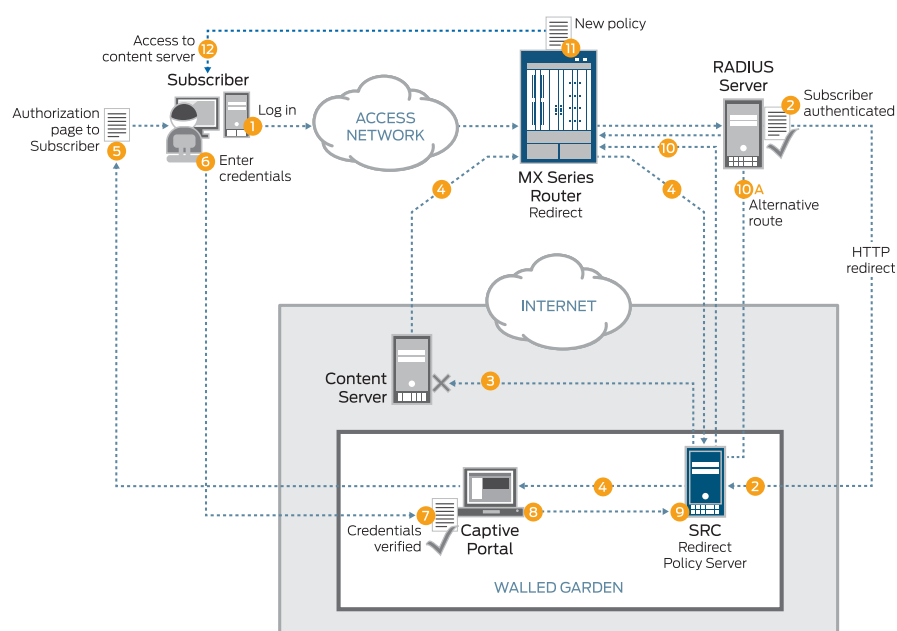 New policy
11
Access to
content server
12
Subscriber
Log in
1
ACCESS
NETWORK
RADIUS
Server
2
Subscriber
authenticated
Authorization
page to
Subscriber
5
6
Enter
credentials
4
MX Series
Router
Redirect
10
4
10 A
Alternative
route
HTTP
redirect
INTERNET
Content
Server
3
4
2
7
8
9
Credentials
verified
Captive
Portal
SRC
Redirect
Policy Server
WALLED GARDEN